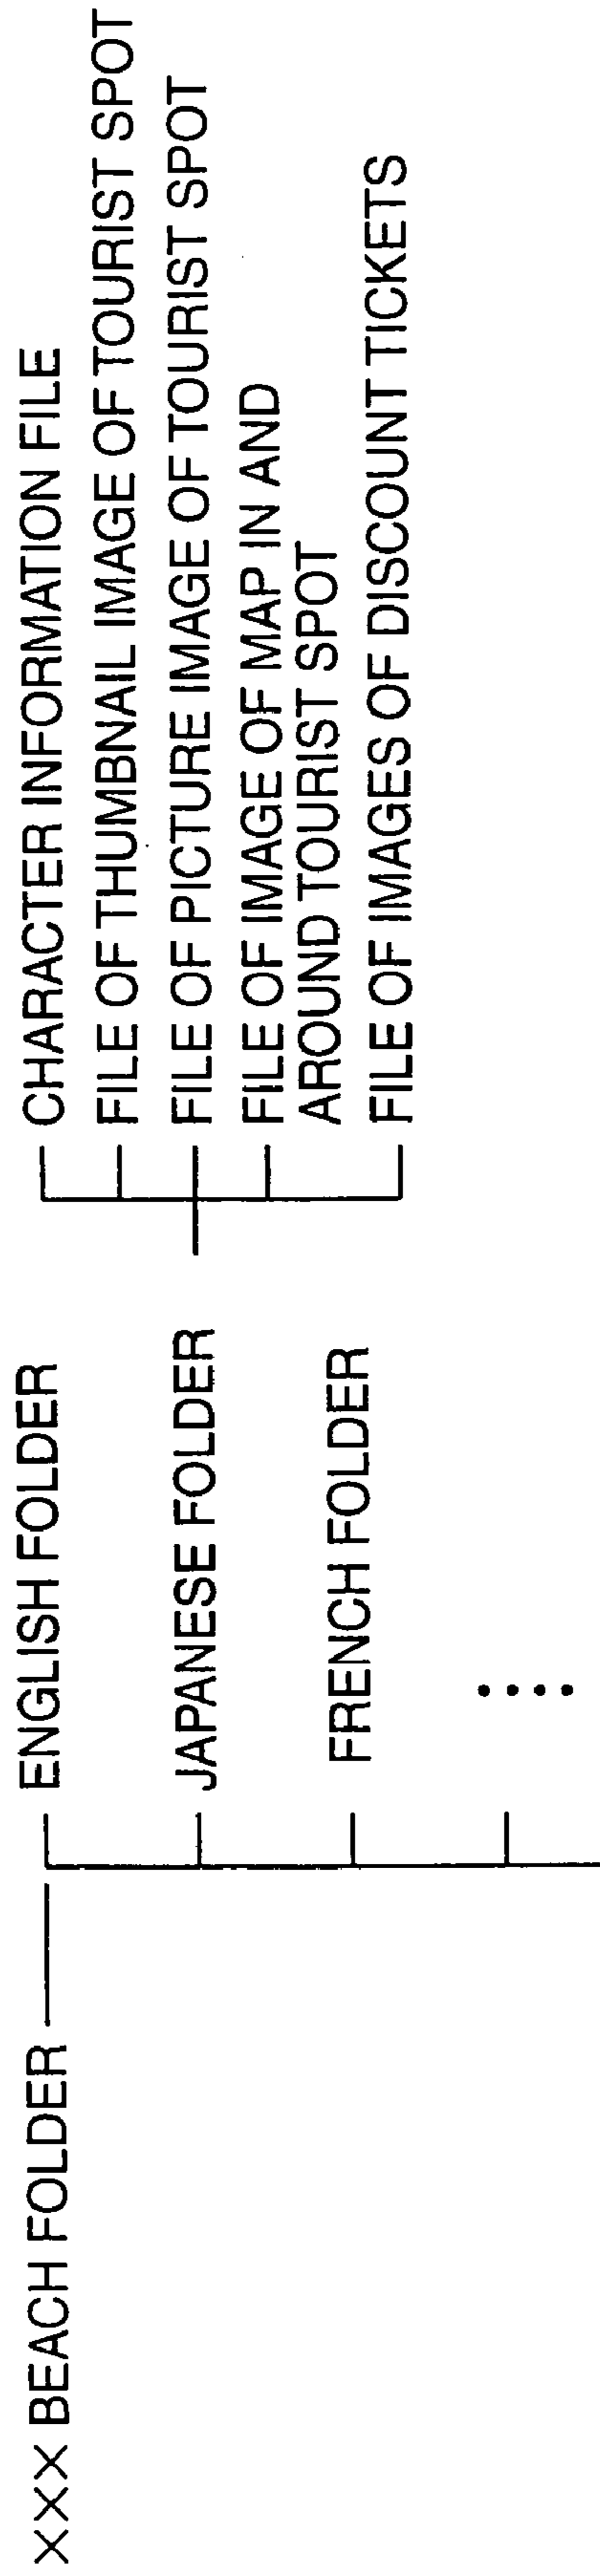 XXX BEACH FOLDER
ENGLISH FOLDER
JAPANESE FOLDER
FRENCH FOLDER
....
CHARACTER INFORMATION FILE
FILE OF THUMBNAIL IMAGE OF TOURIST SPOT
FILE OF PICTURE IMAGE OF TOURIST SPOT
FILE OF IMAGE OF MAP IN AND
AROUND TOURIST SPOT
FILE OF IMAGES OF DISCOUNT TICKETS